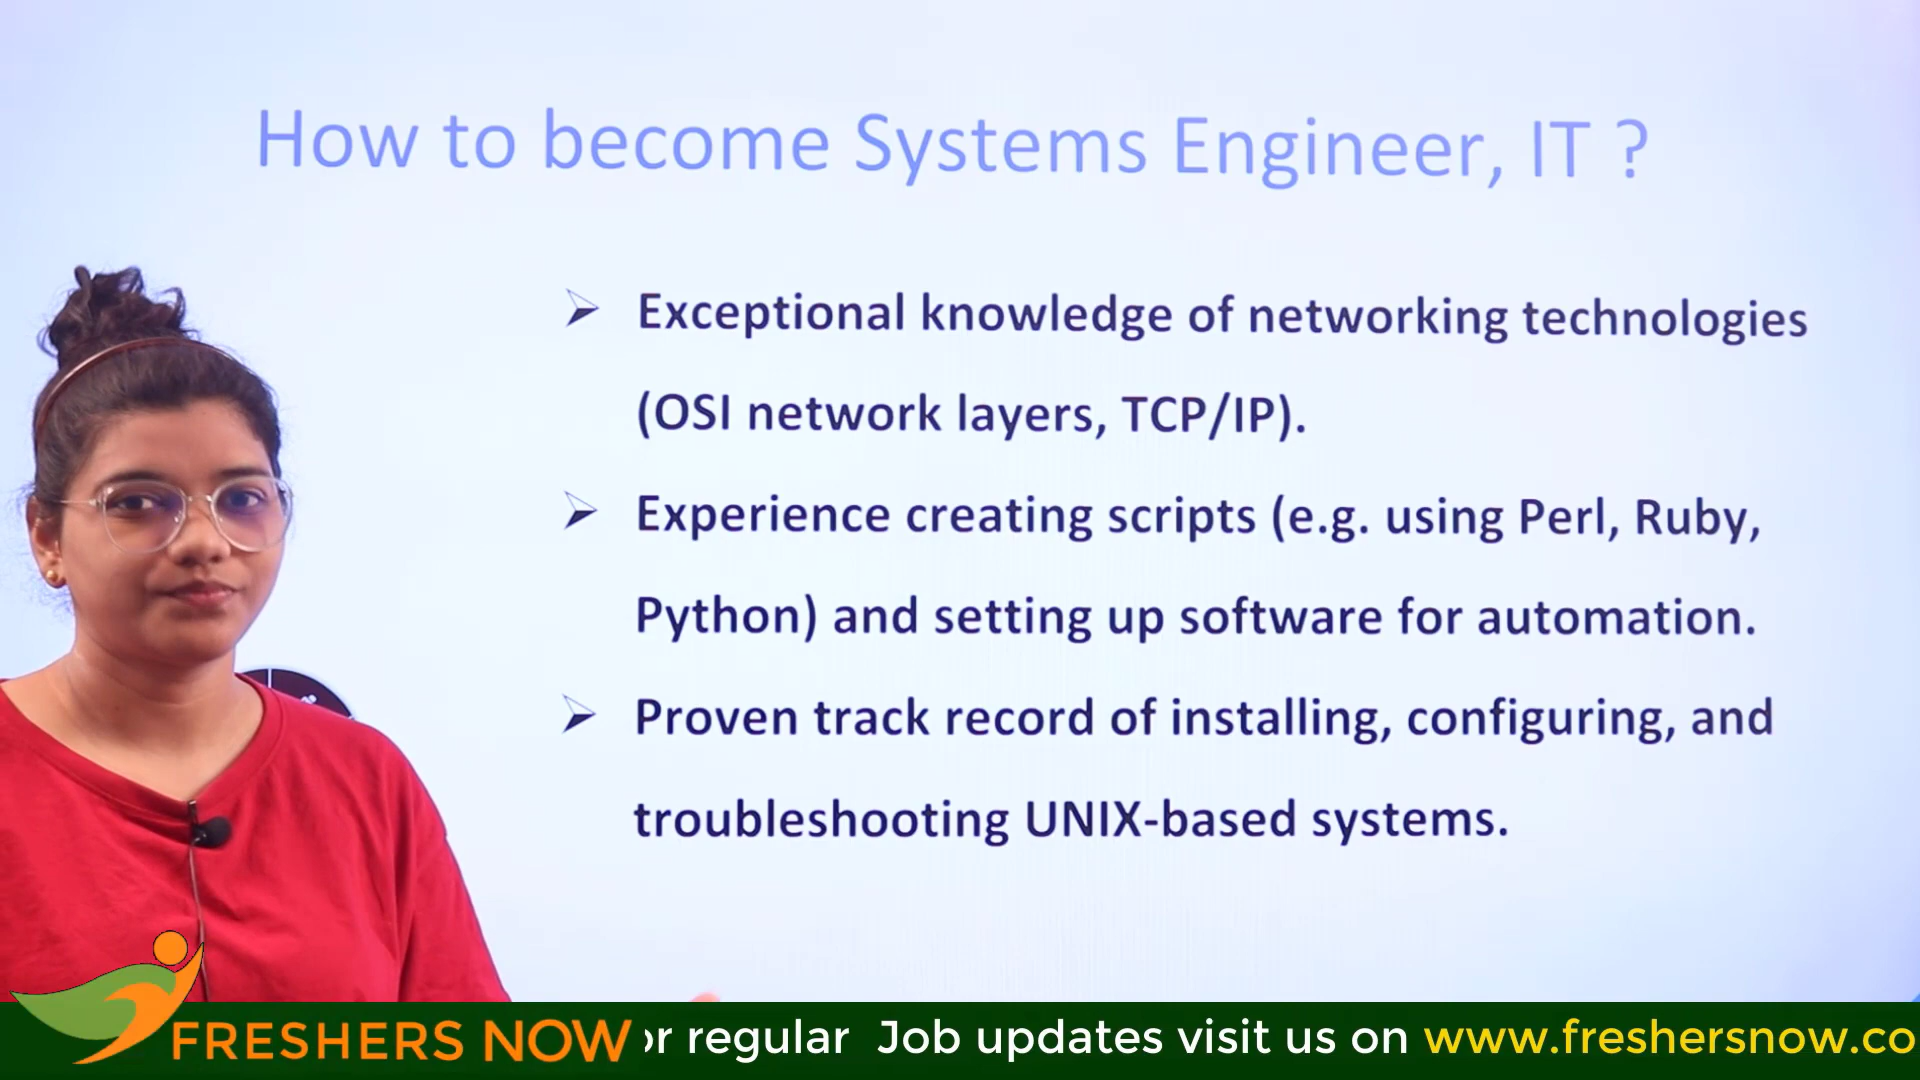 How to become Systems Engineer, IT ?
➢ Exceptional knowledge of networking technologies
(OSI network layers, TCP/IP).
➢ Experience creating scripts (e.g. using Perl, Ruby,
Python) and setting up software for automation.
➢ Proven track record of installing, configuring, and
troubleshooting UNIX-based systems.
FRESHERS NOW
or regular Job updates visit us on www.freshersnow.co